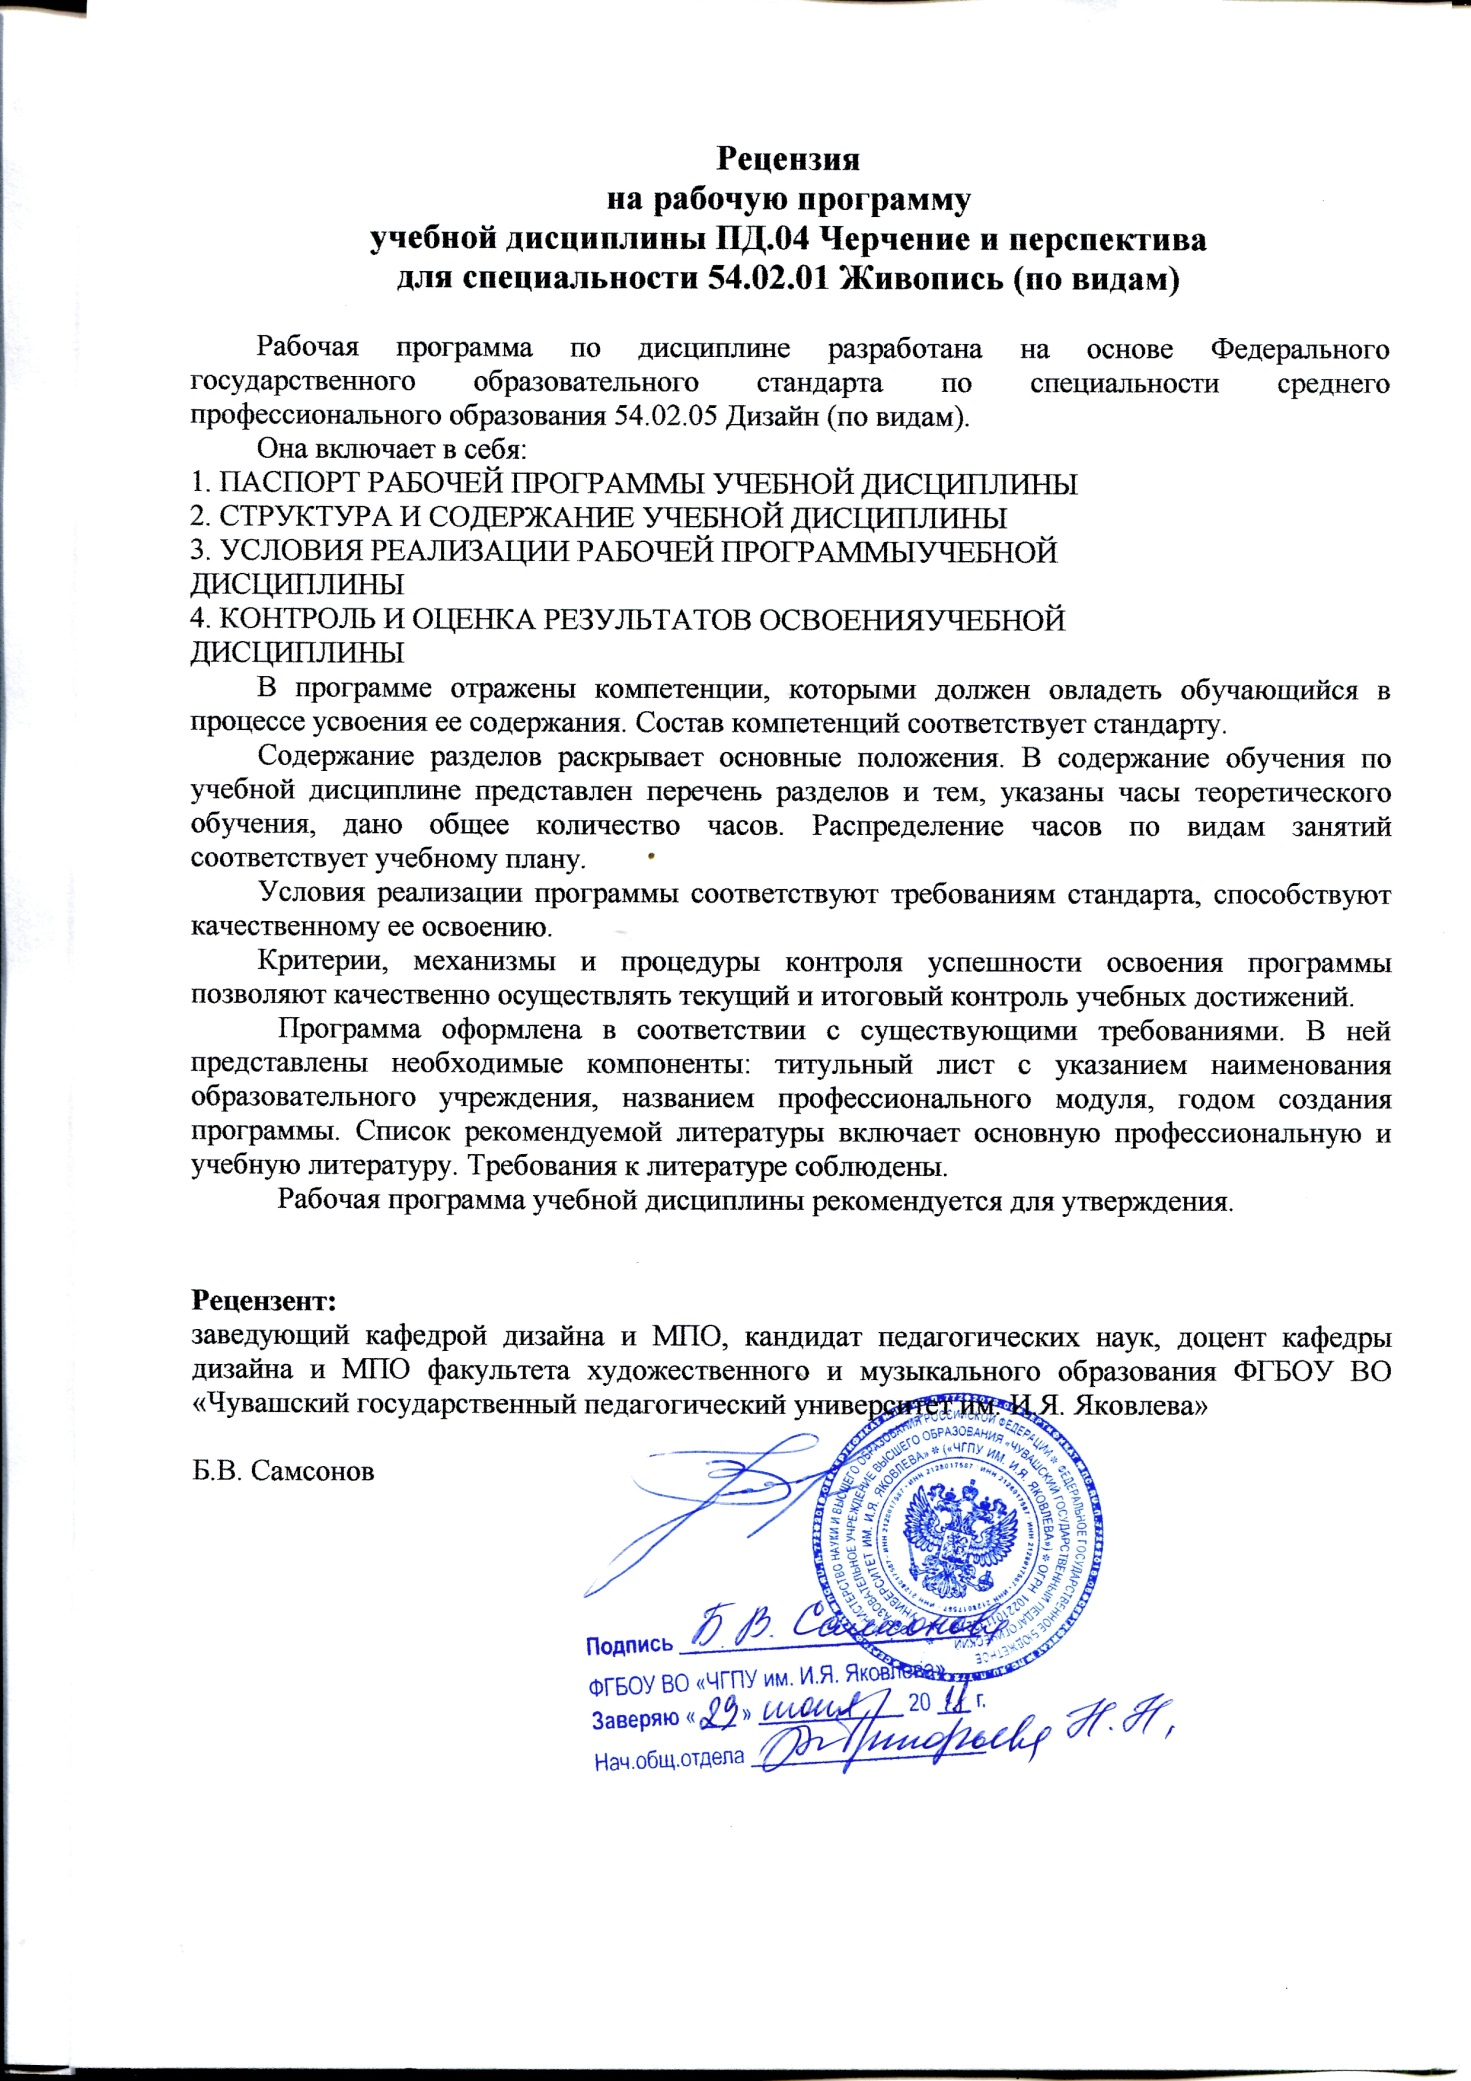 Рецензия
на рабочую программу
учебной дисциплины ПД.04 Черчение и перспектива
для специальности 54.02.01 Живопись (по видам)
Рабочая программа по дисциплине разработана на основе Федерального
государственного образовательного стандарта по специальности среднего
профессионального образования 54.02.05 Дизайн (по видам).
Она включает в себя:
1. ПАСПОРТ РАБОЧЕЙ ПРОГРАММЫ УЧЕБНОЙ ДИСЦИПЛИНЫ
2. СТРУКТУРА И СОДЕРЖАНИЕ УЧЕБНОЙ ДИСЦИПЛИНЫ
3. УСЛОВИЯ РЕАЛИЗАЦИИ РАБОЧЕЙ ПРОГРАММЫУЧЕБНОЙ
ДИСЦИПЛИНЫ
4. КОНТРОЛЬ И ОЦЕНКА РЕЗУЛЬТАТОВ ОСВОЕНИЯУЧЕБНОЙ
ДИСЦИПЛИНЫ
В программе отражены компетенции, которыми должен овладеть обучающийся в
процессе усвоения ее содержания. Состав компетенций соответствует стандарту.
Содержание разделов раскрывает основные положения. В содержание обучения по
учебной дисциплине представлен перечень разделов и тем, указаны часы теоретического
обучения, дано общее количество часов. Распределение часов по видам занятий
соответствует учебному плану.
Условия реализации программы соответствуют требованиям стандарта, способствуют
качественному ее освоению.
Критерии, механизмы и процедуры контроля успешности освоения программы
позволяют качественно осуществлять текущий и итоговый контроль учебных достижений.
Программа оформлена в соответствии с существующими требованиями. В ней
представлены необходимые компоненты: титульный лист с указанием наименования
образовательного учреждения, названием профессионального модуля, годом создания
программы. Список рекомендуемой литературы включает основную профессиональную и
учебную литературу. Требования к литературе соблюдены.
Рабочая программа учебной дисциплины рекомендуется для утверждения.
Рецензент:
заведующий кафедрой дизайна и МПО, кандидат педагогических наук, доцент кафедры
дизайна и МПО факультета художественного и музыкального образования ФГБОУ ВО
«Чувашский государственный педагогический университет им. И.Я. Яковлева»
Б.В. Самсонов
Подпись Б. В. Самсонова
ФГБОУ ВО «ЧГПУ им. И.Я. Яковлева»
Заверяю «29» 20 г.
Нач.общ.отдела Григорьева Н.Н.